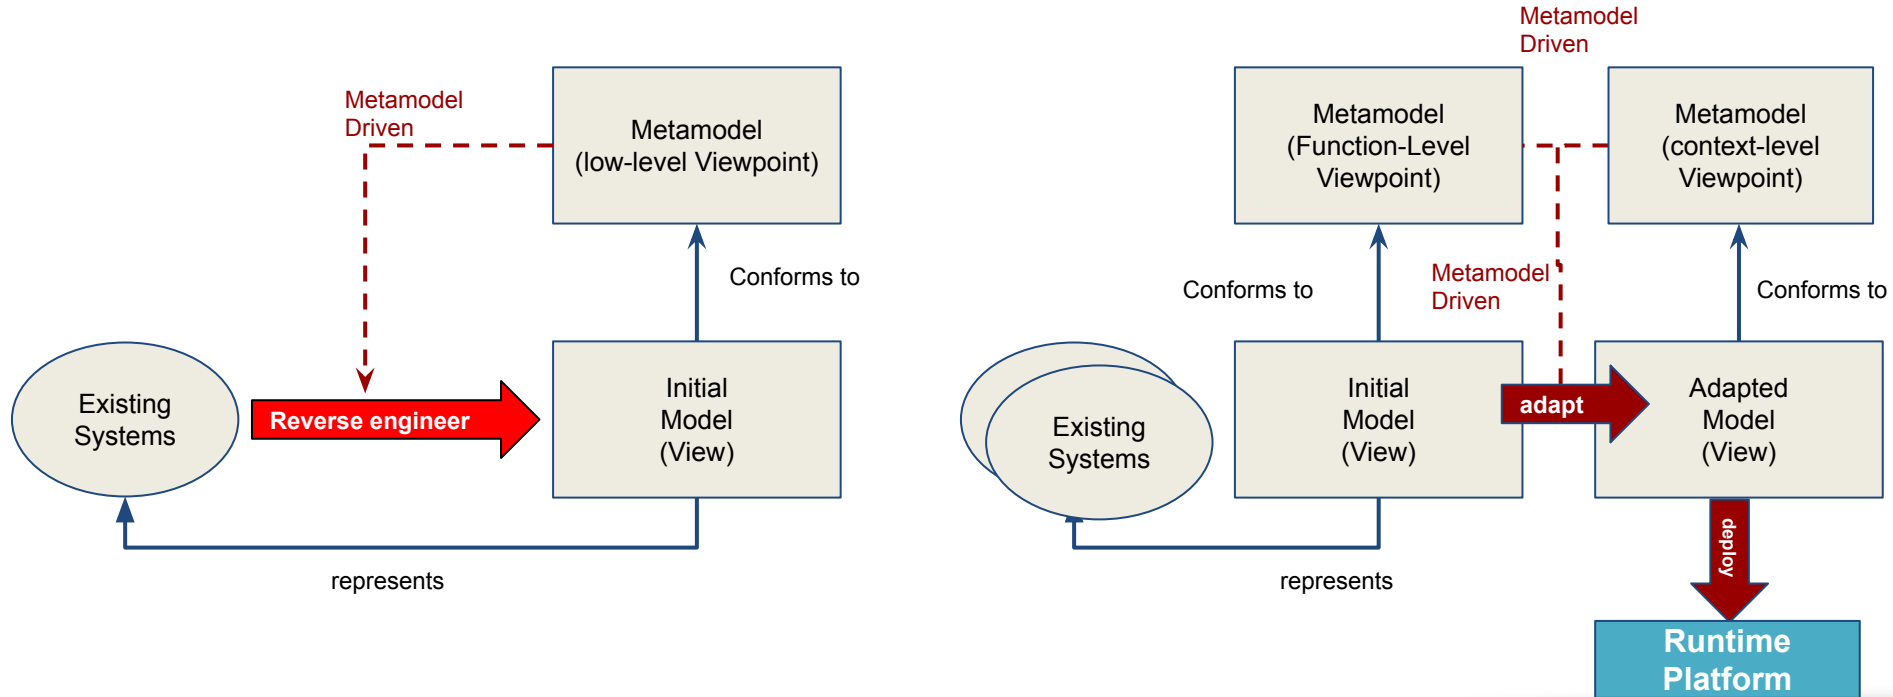 Metamodel
Driven
Metamodel
(low-level Viewpoint)
Conforms to
Existing
Systems
Reverse engineer
Initial
Model
(View)
represents
Metamodel
Driven
Metamodel
(Function-Level
Viewpoint)
Metamodel
(context-level
Viewpoint)
Conforms to
Metamodel
Driven
Conforms to
Existing
Systems
Initial
Model
(View)
adapt
Adapted
Model
(View)
represents
deploy
Runtime
Platform